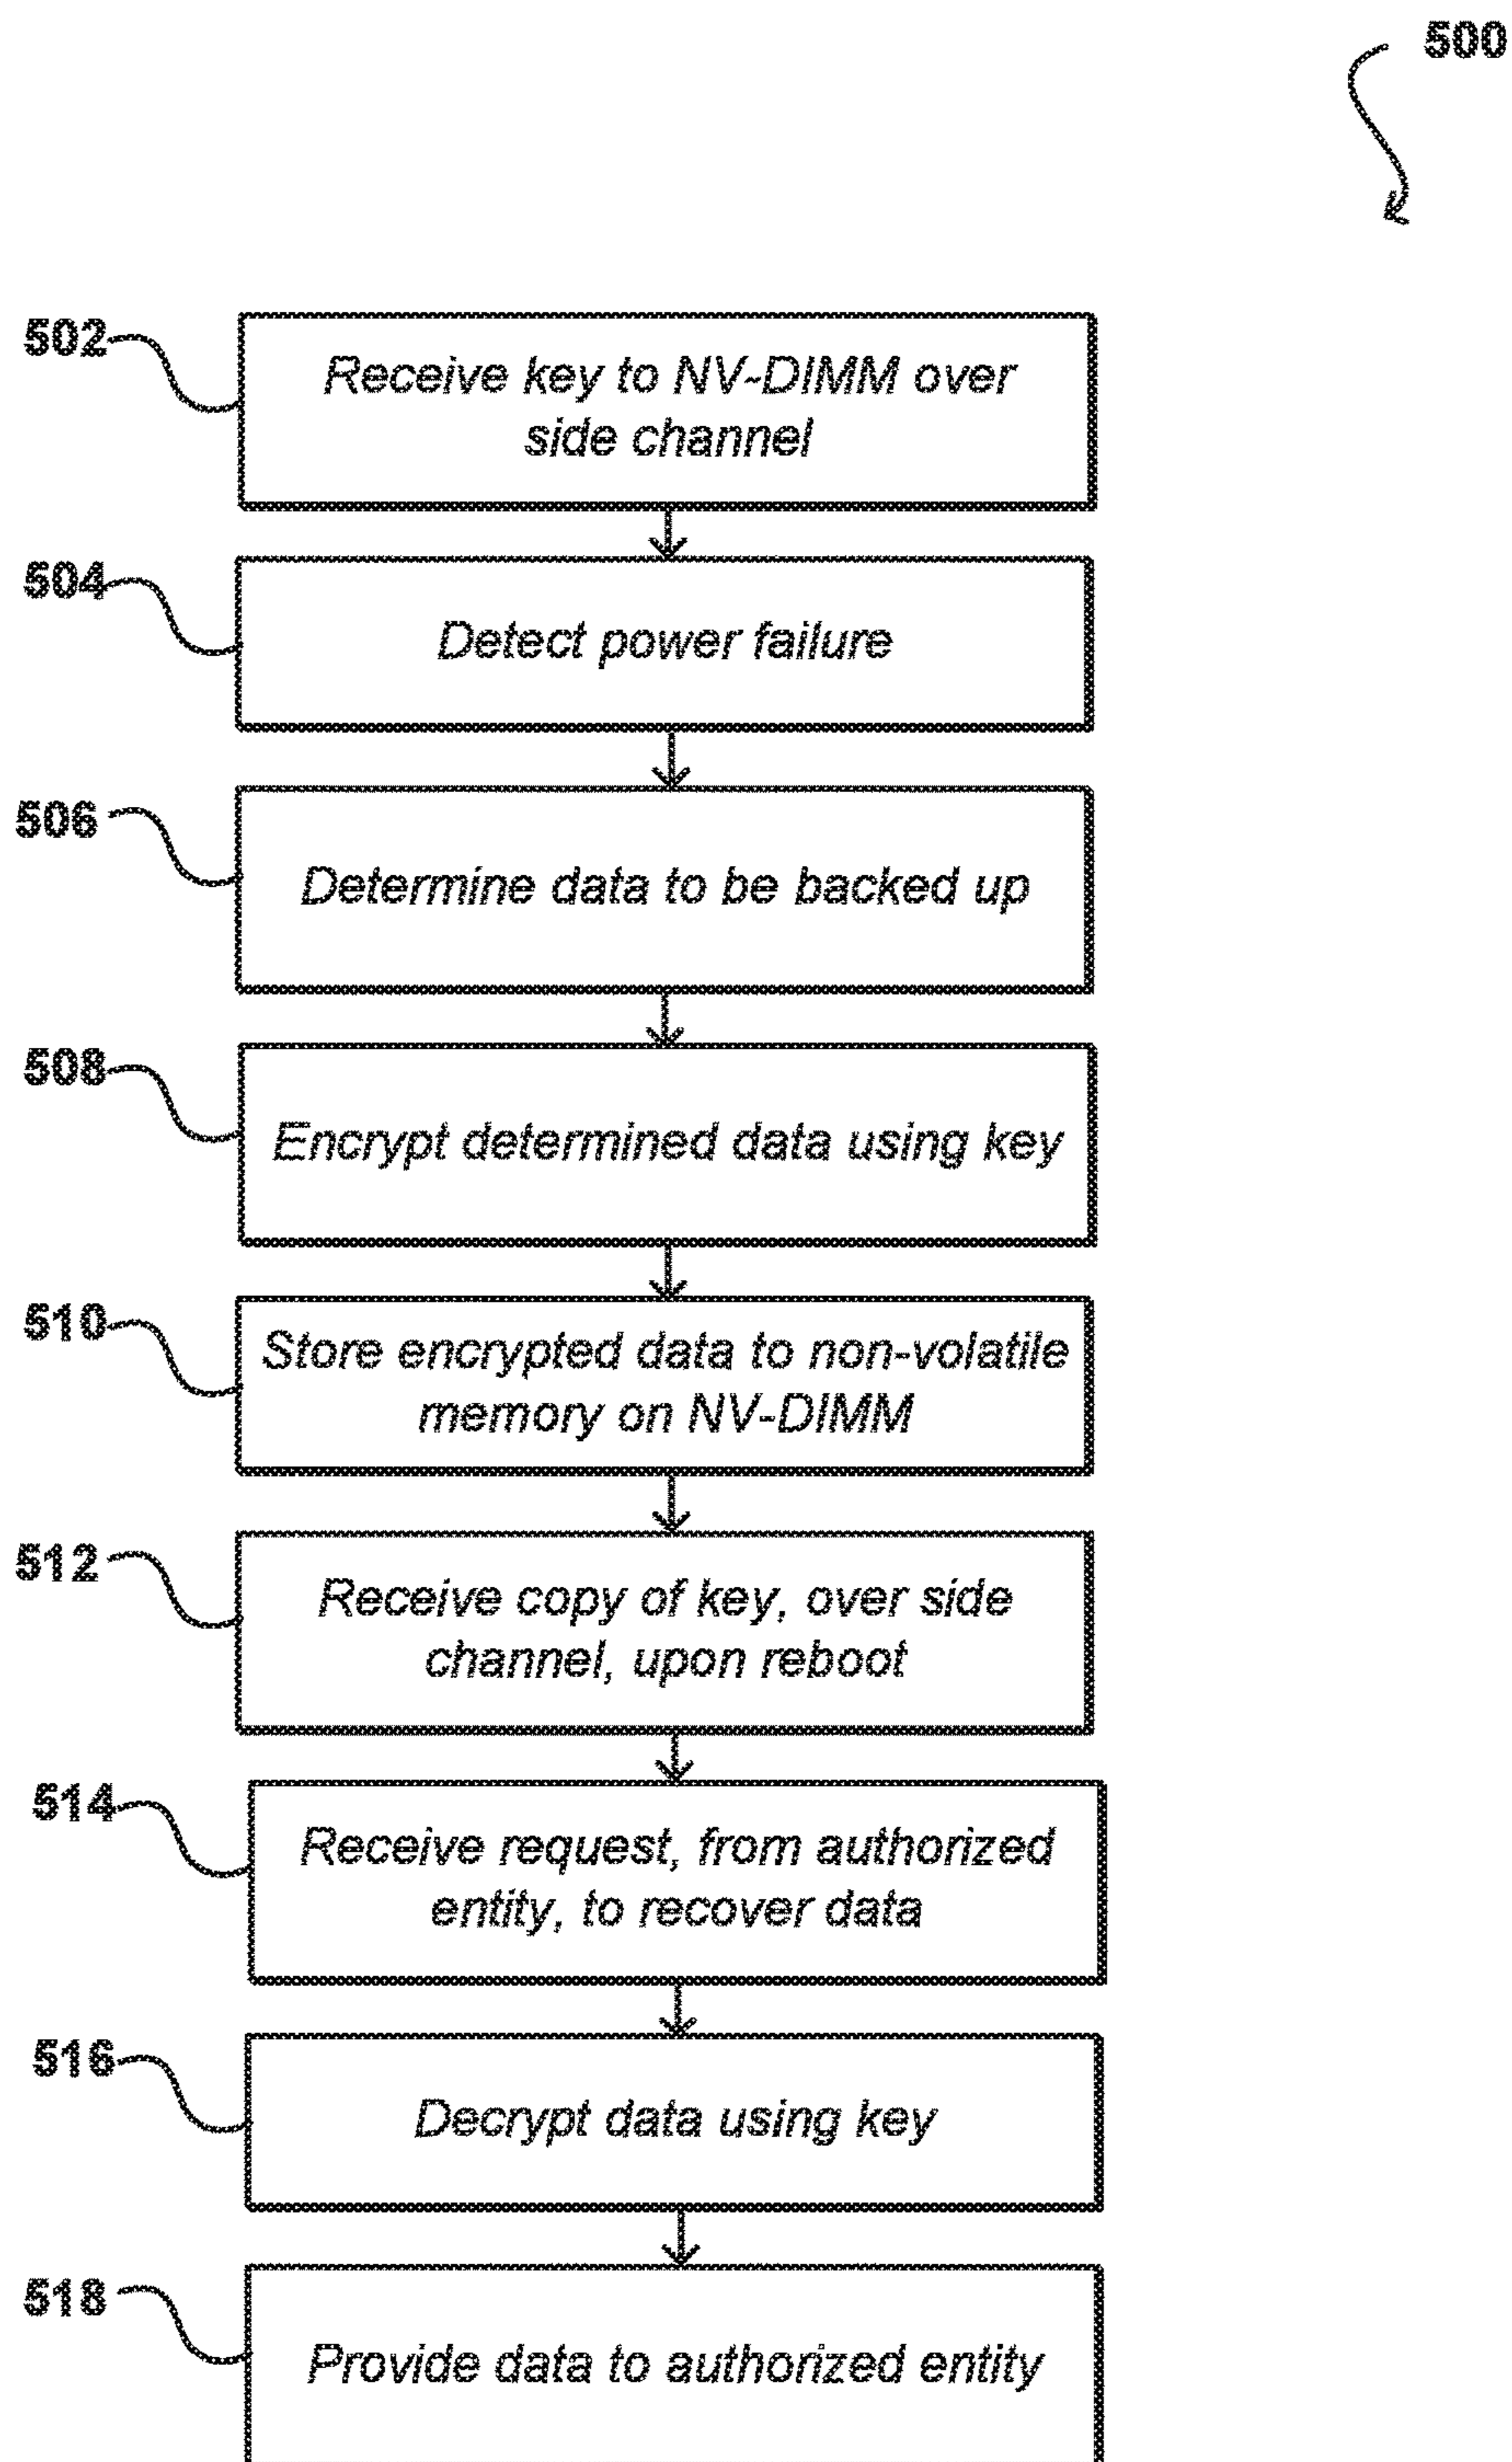 500
502
Receive key to NV-DIMM over
side channel
504
Detect power failure
506
Determine data to be backed up
508
Encrypt determined data using key
510
Store encrypted data to non-volatile
memory on NV-DIMM
512
Receive copy of key, over side
channel, upon reboot
514
Receive request, from authorized
entity, to recover data
516
Decrypt data using key
518
Provide data to authorized entity